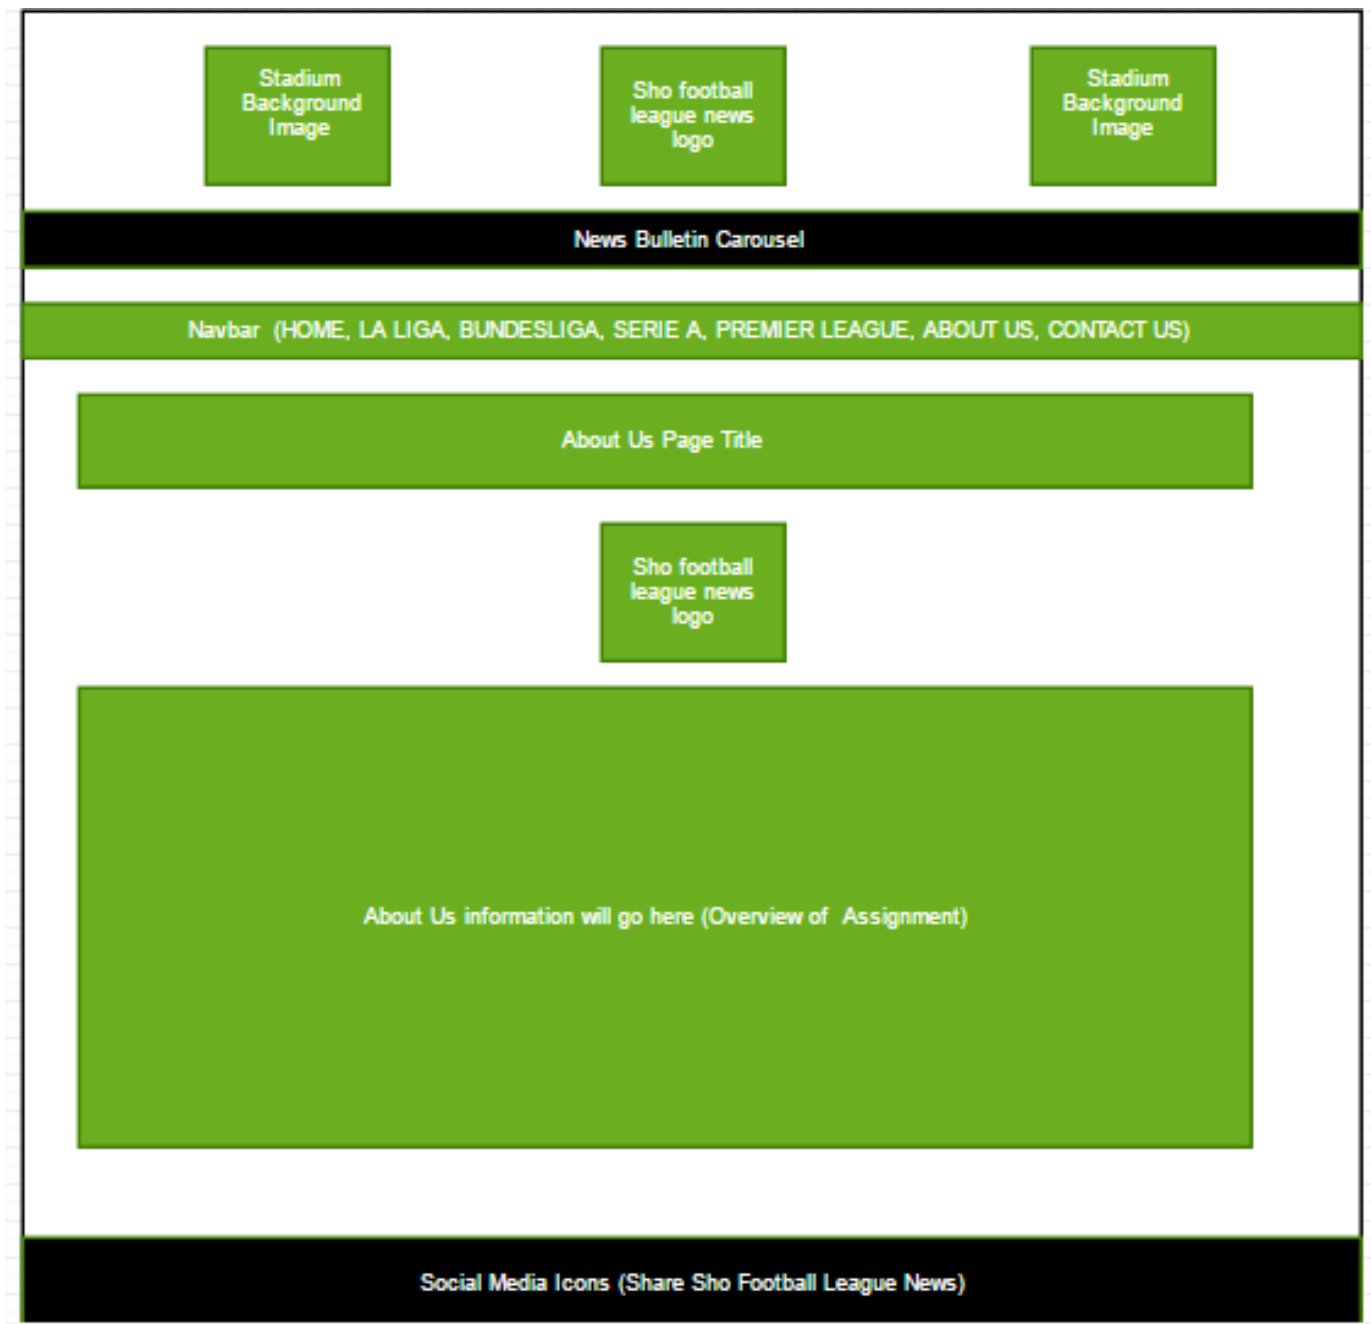 Stadium
Background
Image
Sho football
league news
logo
Stadium
Background
Image
News Bulletin Carousel
Navbar (HOME, LA LIGA, BUNDESLIGA, SERIE A, PREMIER LEAGUE, ABOUT US, CONTACT US)
About Us Page Title
Sho football
league news
logo
About Us information will go here (Overview of Assignment)
Social Media Icons (Share Sho Football League News)